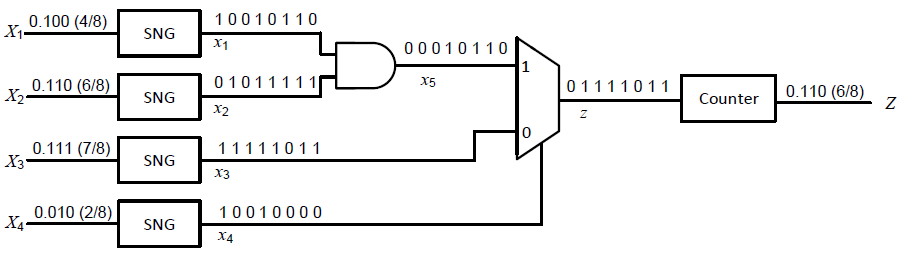 X1 0.100 (4/8) SNG 1 0 0 1 0 1 1 0
x1
X2 0.110 (6/8) SNG 0 1 0 1 1 1 1 1
x2
0 0 0 1 0 1 1 0
x5
X3 0.111 (7/8) SNG 1 1 1 1 1 0 1 1
x3
X4 0.010 (2/8) SNG 1 0 0 1 0 0 0 0
x4
1
0
0 1 1 1 1 0 1 1
z
Counter
0.110 (6/8) Z